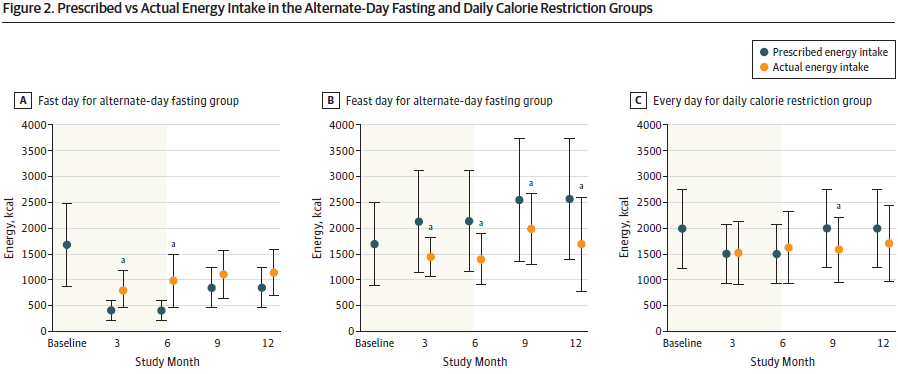 Figure 2. Prescribed vs Actual Energy Intake in the Alternate-Day Fasting and Daily Calorie Restriction Groups
Prescribed energy intake
Actual energy intake
A Fast day for alternate-day fasting group
4000
3500
3000
2500
2000
1500
1000
500
0
Energy, kcal
a
a
Baseline 3 6 9 12
Study Month
B Feast day for alternate-day fasting group
4000
3500
3000
2500
2000
1500
1000
500
0
Energy, kcal
a
a
a
a
Baseline 3 6 9 12
Study Month
C Every day for daily calorie restriction group
4000
3500
3000
2500
2000
1500
1000
500
0
Energy, kcal
a
Baseline 3 6 9 12
Study Month